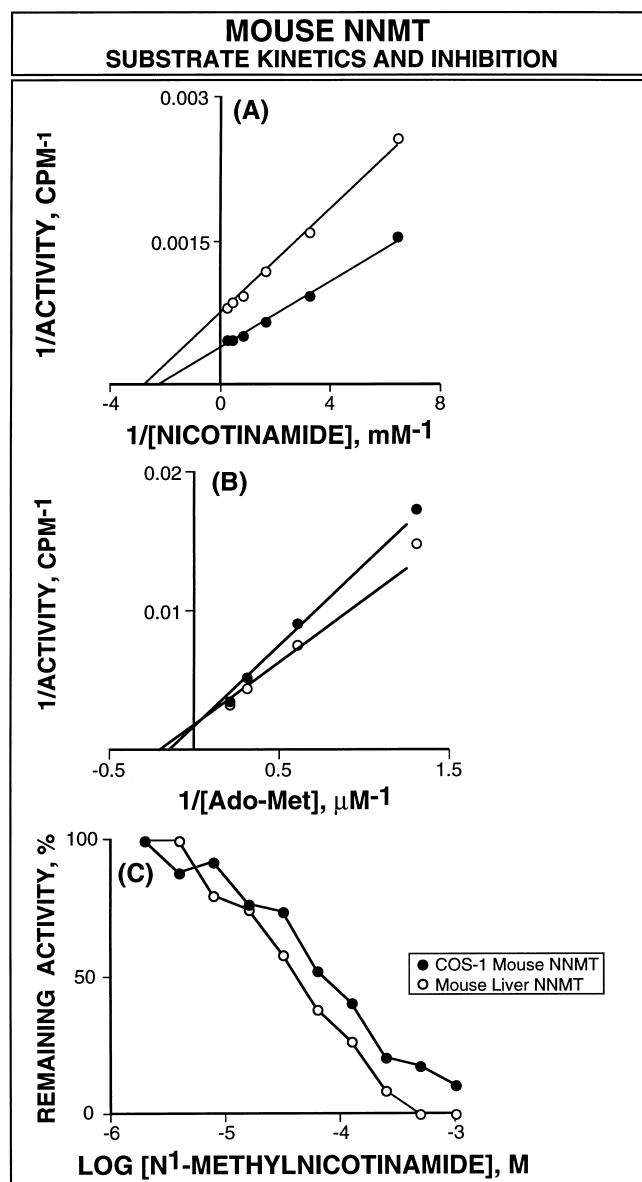 MOUSE NNMT
SUBSTRATE KINETICS AND INHIBITION
(A)
1/ACTIVITY, CPM-1
0.003
0.0015
-4 0 4 8
1/[NICOTINAMIDE], mM-1
(B)
1/ACTIVITY, CPM-1
0.02
0.01
-0.5 0.5 1.5
1/[Ado-Met], μM-1
(C)
REMAINING ACTIVITY, %
100
50
0
-6 -5 -4 -3
LOG [N1-METHYLNICOTINAMIDE], M
COS-1 Mouse NNMT
Mouse Liver NNMT